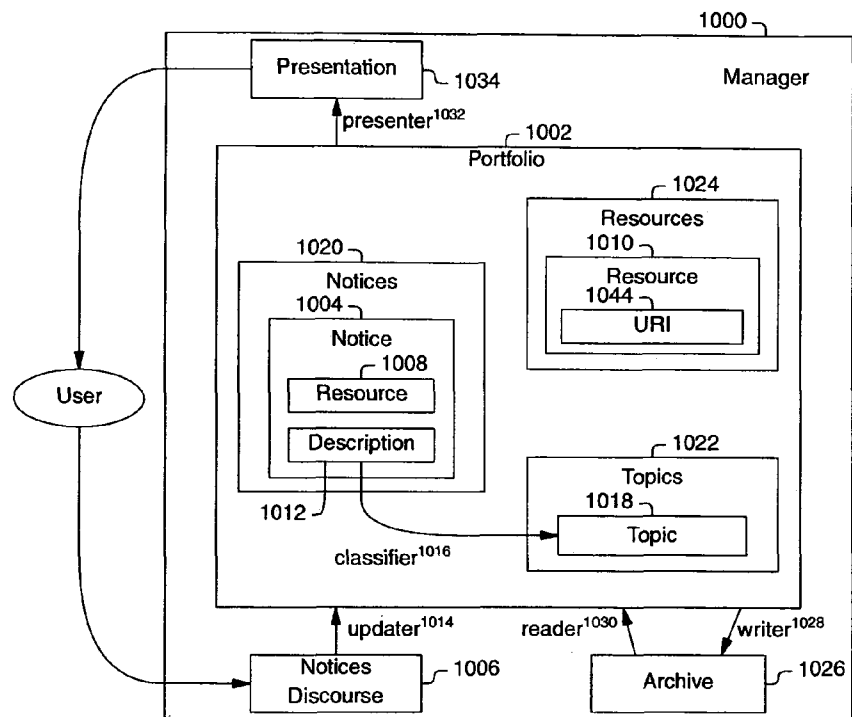 1000
Presentation
1034
Manager
presenter1032
1002
Portfolio
1024
Resources
1020
1010
Notices
Resource
1004
1044
Notice
URI
1008
User
Resource
Description
1022
Topics
1012
1018
Topic
classifier1016
updater1014
reader1030
writer1028
Notices
Discourse
1006
Archive
1026